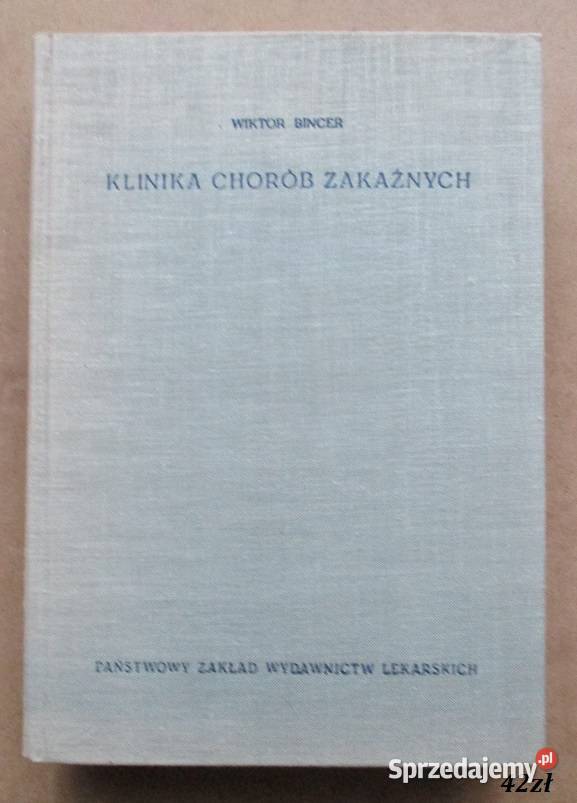 WIKTOR BINCER
KLINIKA CHORÓB ZAKAŹNYCH
PAŃSTWOWY ZAKŁAD WYDAWNICTW LEKARSKICH
Sprzedajemy.pl
42zł